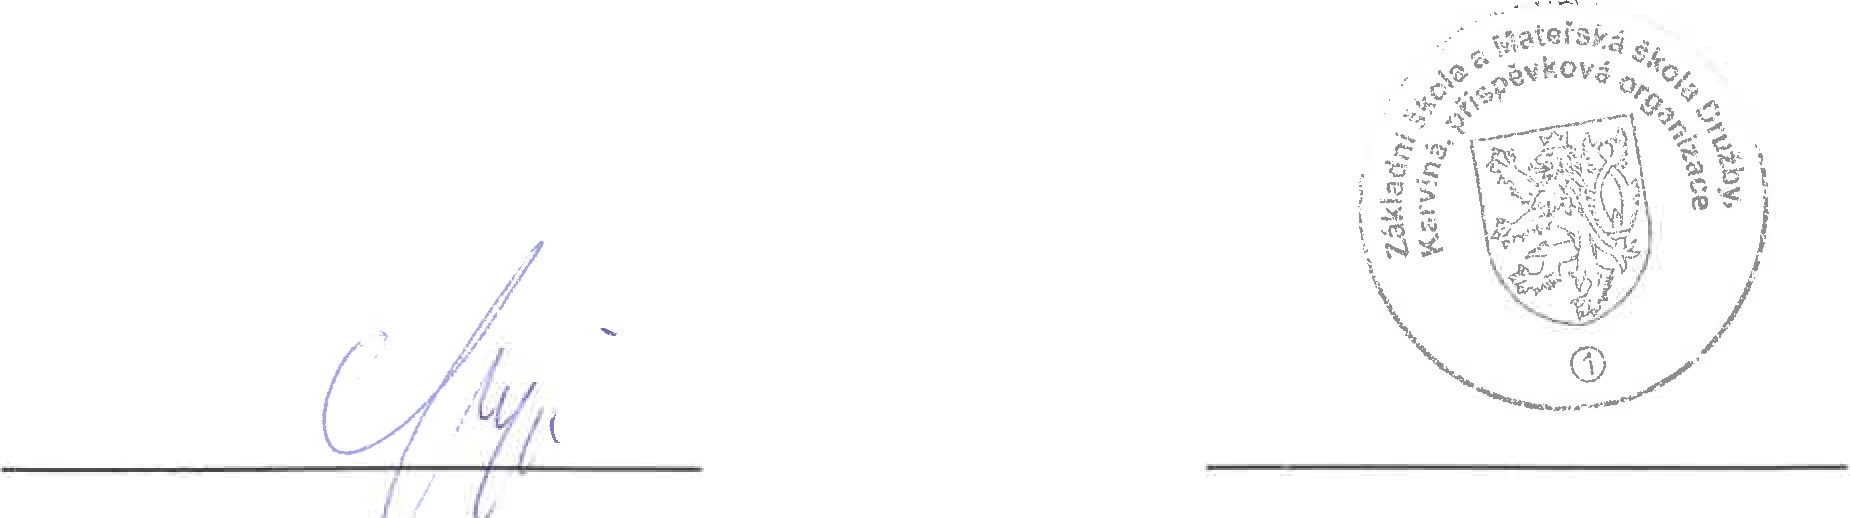 Základní škola a Mateřská škola Družby,
Karviná, příspěvková organizace
1